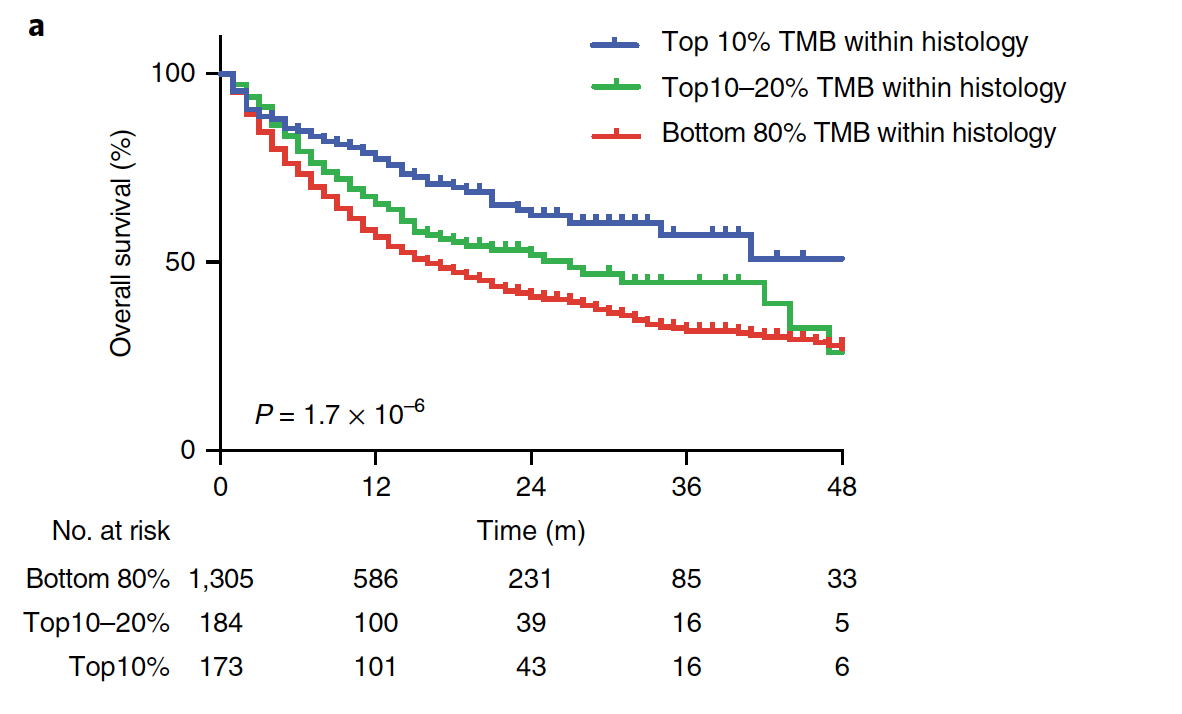 a
Top 10% TMB within histology
Top10–20% TMB within histology
Bottom 80% TMB within histology
Overall survival (%)
100
50
0
P = 1.7 × 10⁻⁶
0 12 24 36 48
No. at risk Time (m)
Bottom 80% 1,305 586 231 85 33
Top10–20% 184 100 39 16 5
Top10% 173 101 43 16 6